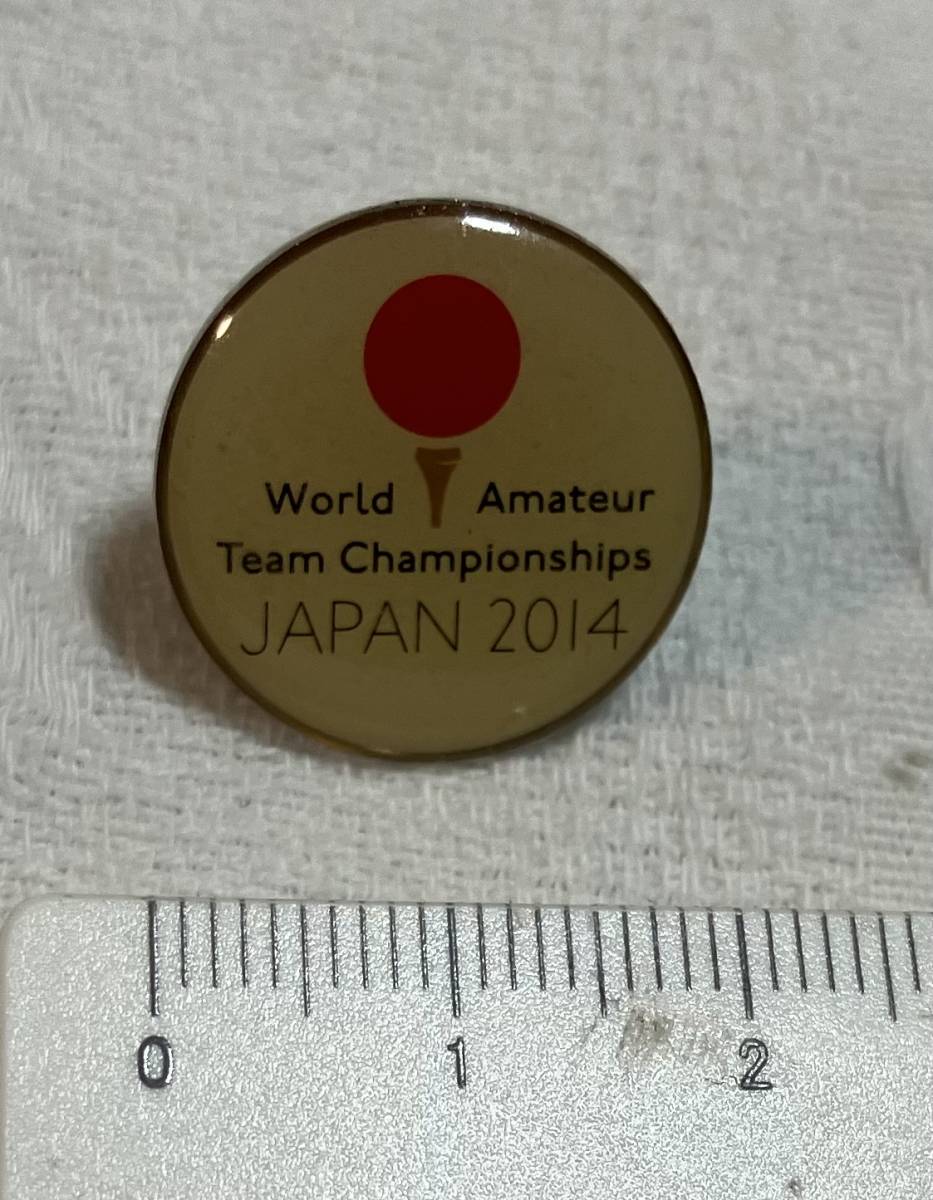 World Amateur
Team Championships
JAPAN 2014
0 1 2